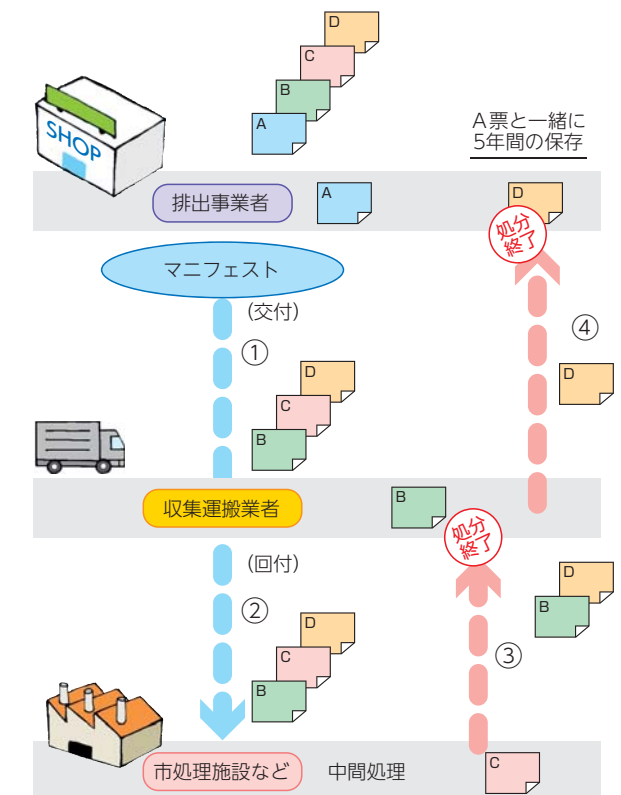 D
C
B
A
SHOP
A票と一緒に
5年間の保存
排出事業者
A
D
処分
終了
マニフェスト
(交付)
①
④
D
C
B
D
収集運搬業者
B
処分
終了
(回付)
②
D
C
B
D
B
③
市処理施設など
中間処理
C